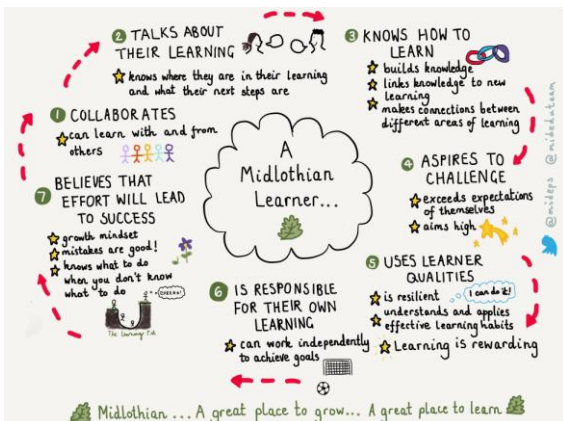 A
Midlothian
Learner...
1 COLLABORATES
can learn with and from
others
2 TALKS ABOUT
THEIR LEARNING
knows where they are in their learning
and what their next steps are
3 KNOWS HOW TO
LEARN
builds knowledge
links knowledge to new
learning
makes connections between
different areas of learning
4 ASPIRES TO
CHALLENGE
exceeds expectations
of themselves
aims high
5 USES LEARNER
QUALITIES
is resilient
I can do it!
understands and applies
effective learning habits
Learning is rewarding
6 IS RESPONSIBLE
FOR THEIR OWN
LEARNING
can work independently
to achieve goals
7 BELIEVES THAT
EFFORT WILL LEAD
TO SUCCESS
growth mindset
mistakes are good!
knows what to do
when you don't know
what to do
The Learning Pit
@mideps @mideduteam
Midlothian ... A great place to grow... A great place to learn